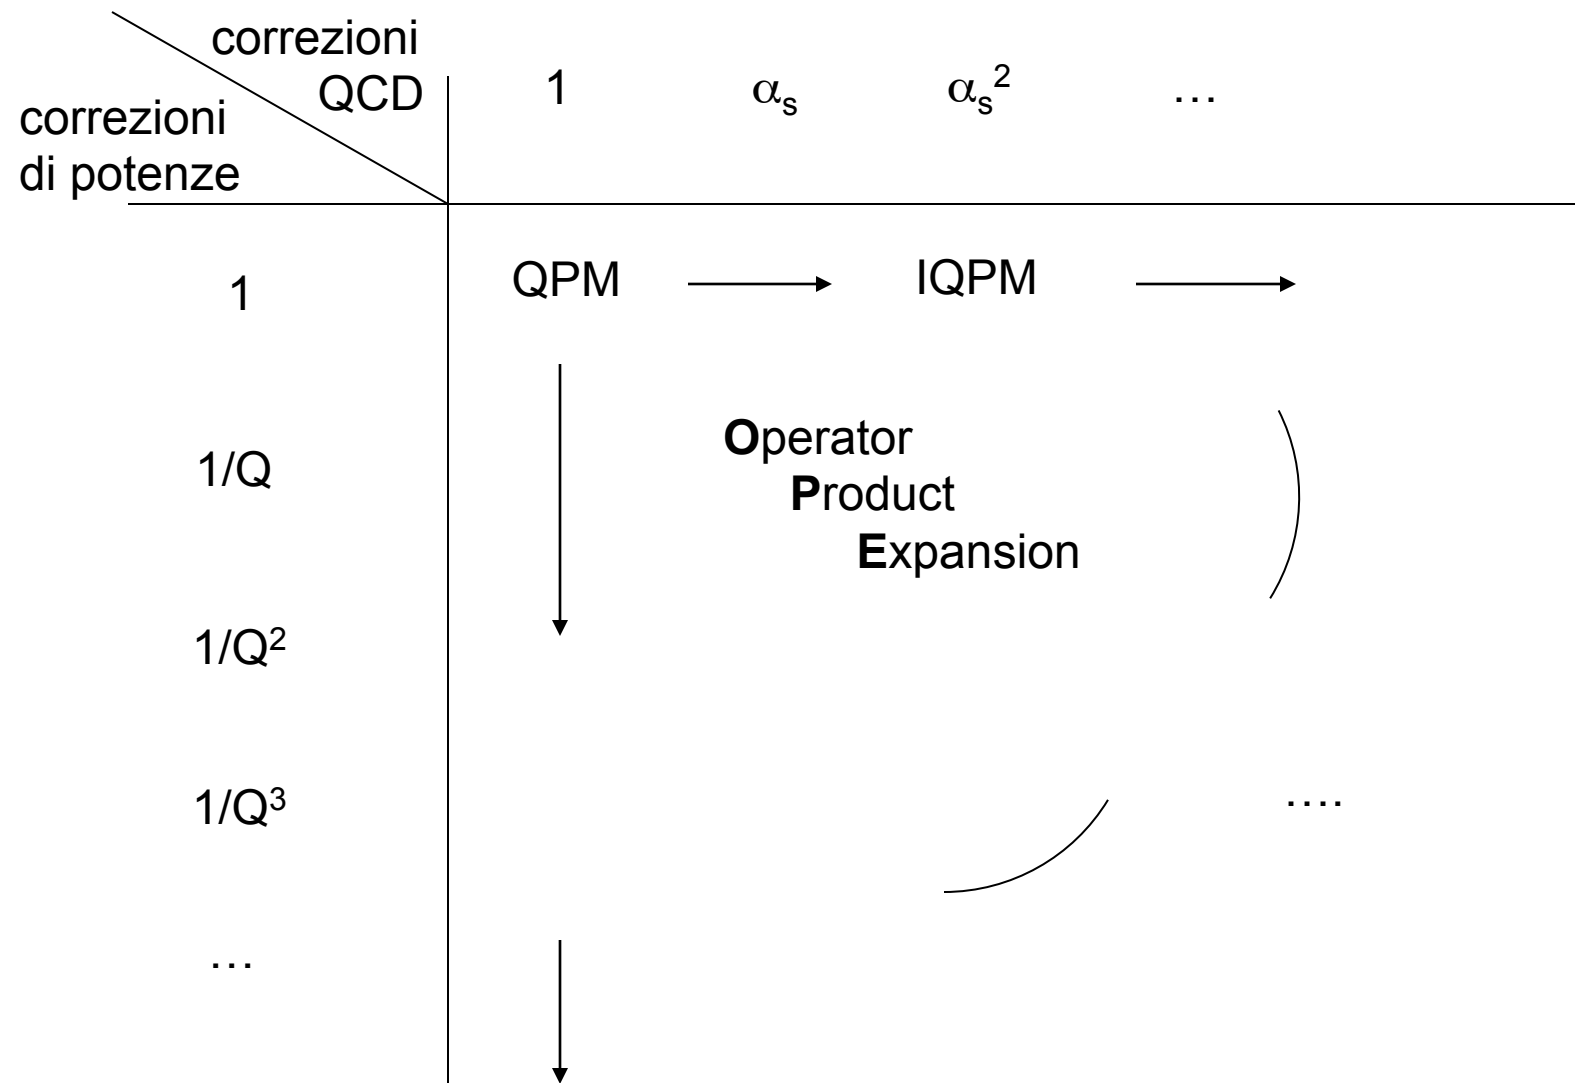 correzioni
QCD
correzioni
di potenze
1 αs αs² …
1 QPM IQPM
1/Q
Operator
Product
Expansion
1/Q²
1/Q³ ….
…